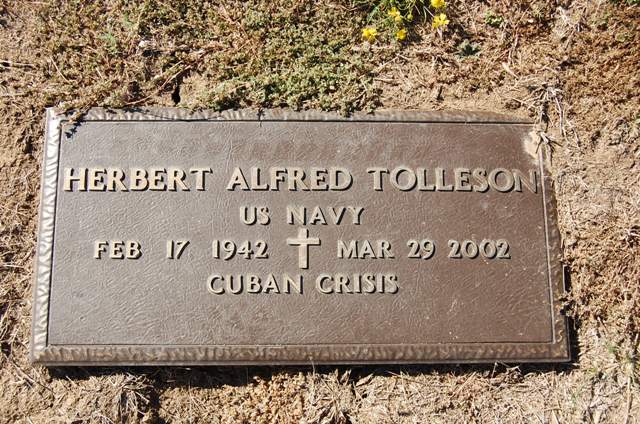 HERBERT ALFRED TOLLESON
US NAVY
FEB 17 1942 MAR 29 2002
CUBAN CRISIS